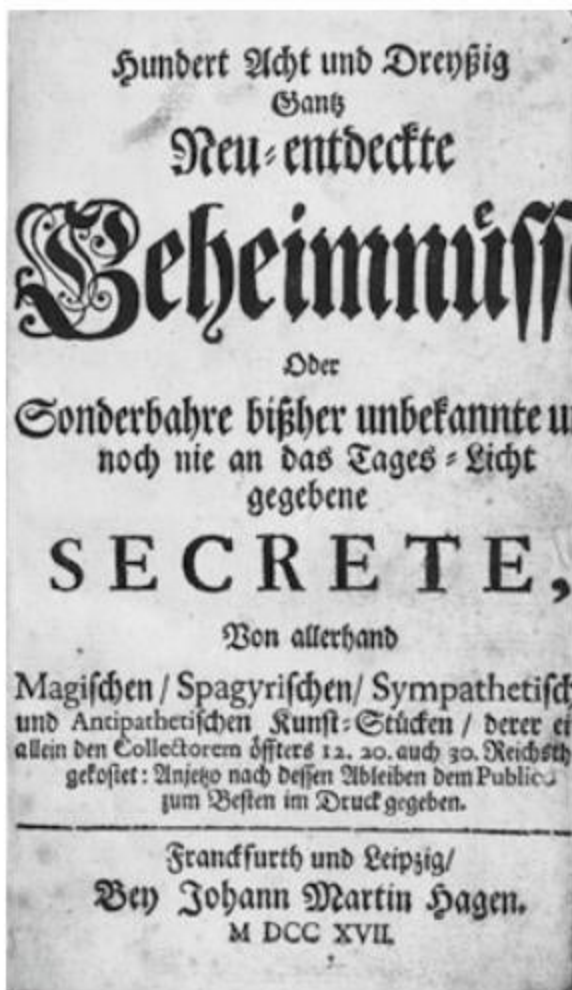 Hundert Acht und Dreyßig
Gantz
Neu-entdeckte
Geheimnüss
Oder
Sonderbahre bißher unbekannte u
noch nie an das Tages-Licht
gegebene
SECRETE,
Von allerhand
Magischen / Spagyrischen / Sympathetisch
und Antipathetischen Kunst-Stücken / derer ei
allein den Collectorem öffters 12. 20. auch 30. Reichsth
gekostet: Anjetzo nach dessen Ableiben dem Publico
zum Besten im Druck gegeben.
Franckfurth und Leipzig/
Bey Johann Martin Hagen.
M DCC XVII.